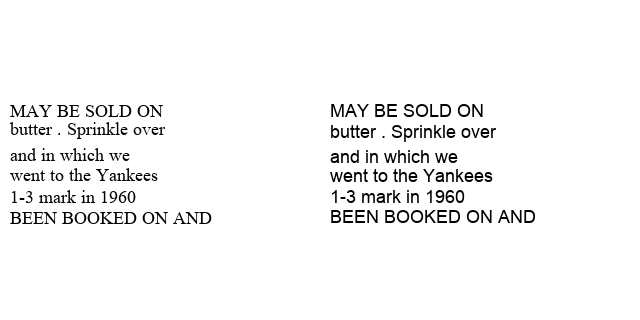 MAY BE SOLD ON
butter . Sprinkle over
and in which we
went to the Yankees
1-3 mark in 1960
BEEN BOOKED ON AND
MAY BE SOLD ON
butter . Sprinkle over
and in which we
went to the Yankees
1-3 mark in 1960
BEEN BOOKED ON AND